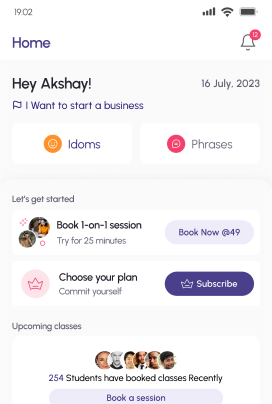 19:02
Home
12
Hey Akshay!
16 July, 2023
I Want to start a business
Idoms
Phrases
Let's get started
Book 1-on-1 session
Try for 25 minutes
Book Now @49
Choose your plan
Commit yourself
Subscribe
Upcoming classes
254 Students have booked classes Recently
Book a session